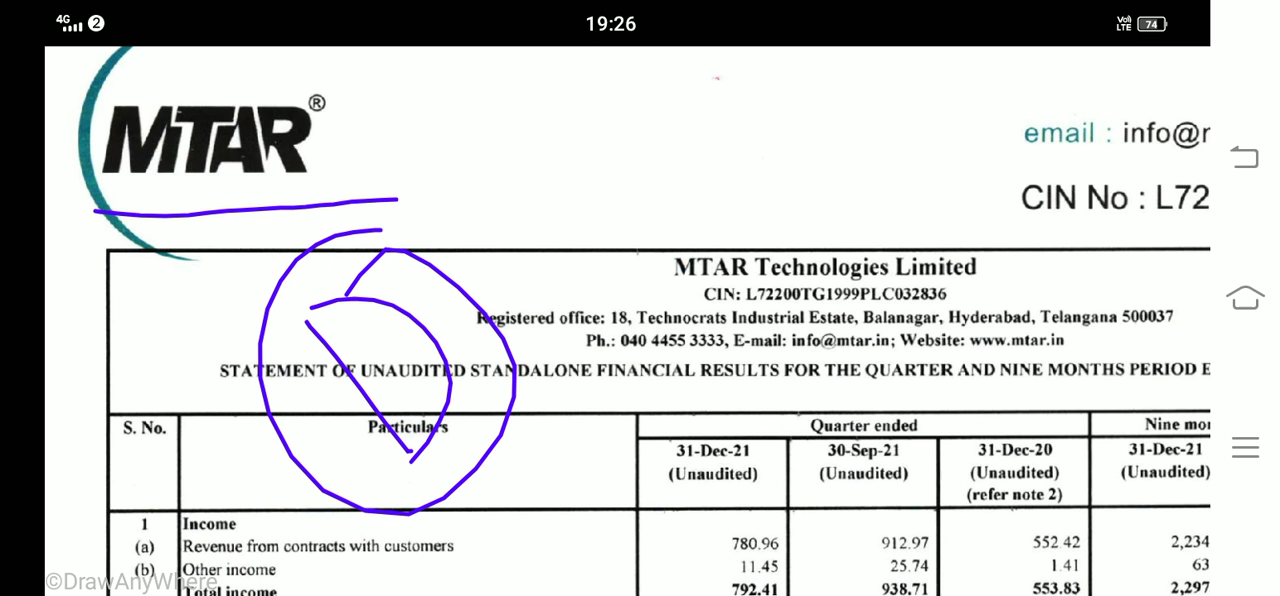 4G 2 19:26 Vo) LTE 74
MTAR®
email : info@
CIN No : L72
MTAR Technologies Limited
CIN: L72200TG1999PLC032836
Registered office: 18, Technocrats Industrial Estate, Balanagar, Hyderabad, Telangana 500037
Ph.: 040 4455 3333, E-mail: info@mtar.in; Website: www.mtar.in
STATEMENT OF UNAUDITED STANDALONE FINANCIAL RESULTS FOR THE QUARTER AND NINE MONTHS PERIOD E
S. No. Particulars Quarter ended Nine mo
31-Dec-21 30-Sep-21 31-Dec-20 31-Dec-21
(Unaudited) (Unaudited) (Unaudited) (Unaudited)
(refer note 2)
1 Income
(a) Revenue from contracts with customers 780.96 912.97 552.42 2,234
(b) Other income 11.45 25.74 1.41 63
Total income 792.41 938.71 553.83 2,297
©DrawAnyWhere
D